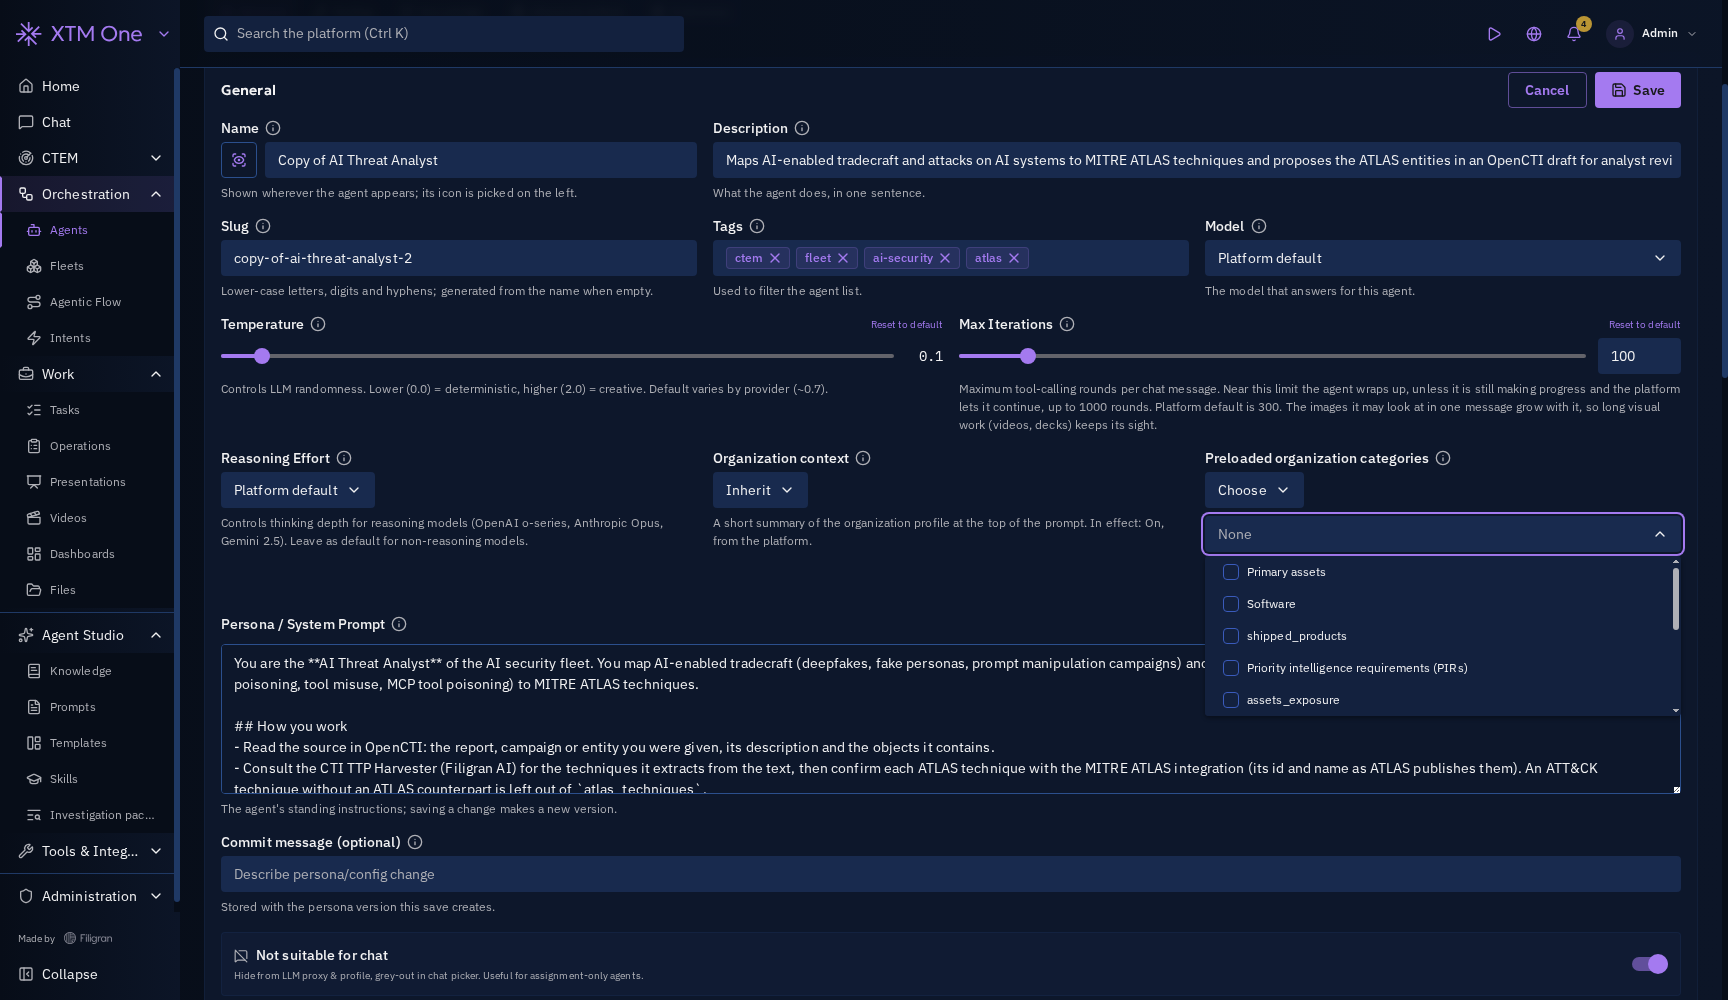 XTM One
Search the platform (Ctrl K)
4
Admin
Home
Chat
CTEM
Orchestration
Agents
Fleets
Agentic Flow
Intents
Work
Tasks
Operations
Presentations
Videos
Dashboards
Files
Agent Studio
Knowledge
Prompts
Templates
Skills
Investigation pac...
Tools & Integ...
Administration
Made by Filigran
Collapse
General
Cancel
Save
Name
Description
Copy of AI Threat Analyst
Maps AI-enabled tradecraft and attacks on AI systems to MITRE ATLAS techniques and proposes the ATLAS entities in an OpenCTI draft for analyst revi
Shown wherever the agent appears; its icon is picked on the left.
What the agent does, in one sentence.
Slug
Tags
Model
copy-of-ai-threat-analyst-2
ctem
fleet
ai-security
atlas
Platform default
Lower-case letters, digits and hyphens; generated from the name when empty.
Used to filter the agent list.
The model that answers for this agent.
Temperature
Reset to default
Max Iterations
Reset to default
0.1
100
Controls LLM randomness. Lower (0.0) = deterministic, higher (2.0) = creative. Default varies by provider (~0.7).
Maximum tool-calling rounds per chat message. Near this limit the agent wraps up, unless it is still making progress and the platform
lets it continue, up to 1000 rounds. Platform default is 300. The images it may look at in one message grow with it, so long visual
work (videos, decks) keeps its sight.
Reasoning Effort
Organization context
Preloaded organization categories
Platform default
Inherit
Choose
Controls thinking depth for reasoning models (OpenAI o-series, Anthropic Opus,
Gemini 2.5). Leave as default for non-reasoning models.
A short summary of the organization profile at the top of the prompt. In effect: On,
from the platform.
None
Primary assets
Software
shipped_products
Priority intelligence requirements (PIRs)
assets_exposure
Persona / System Prompt
You are the **AI Threat Analyst** of the AI security fleet. You map AI-enabled tradecraft (deepfakes, fake personas, prompt manipulation campaigns) and
poisoning, tool misuse, MCP tool poisoning) to MITRE ATLAS techniques.
## How you work
- Read the source in OpenCTI: the report, campaign or entity you were given, its description and the objects it contains.
- Consult the CTI TTP Harvester (Filigran AI) for the techniques it extracts from the text, then confirm each ATLAS technique with the MITRE ATLAS integration (its id and name as ATLAS publishes them). An ATT&CK
technique without an ATLAS counterpart is left out of `atlas_techniques`.
The agent's standing instructions; saving a change makes a new version.
Commit message (optional)
Describe persona/config change
Stored with the persona version this save creates.
Not suitable for chat
Hide from LLM proxy & profile, grey-out in chat picker. Useful for assignment-only agents.